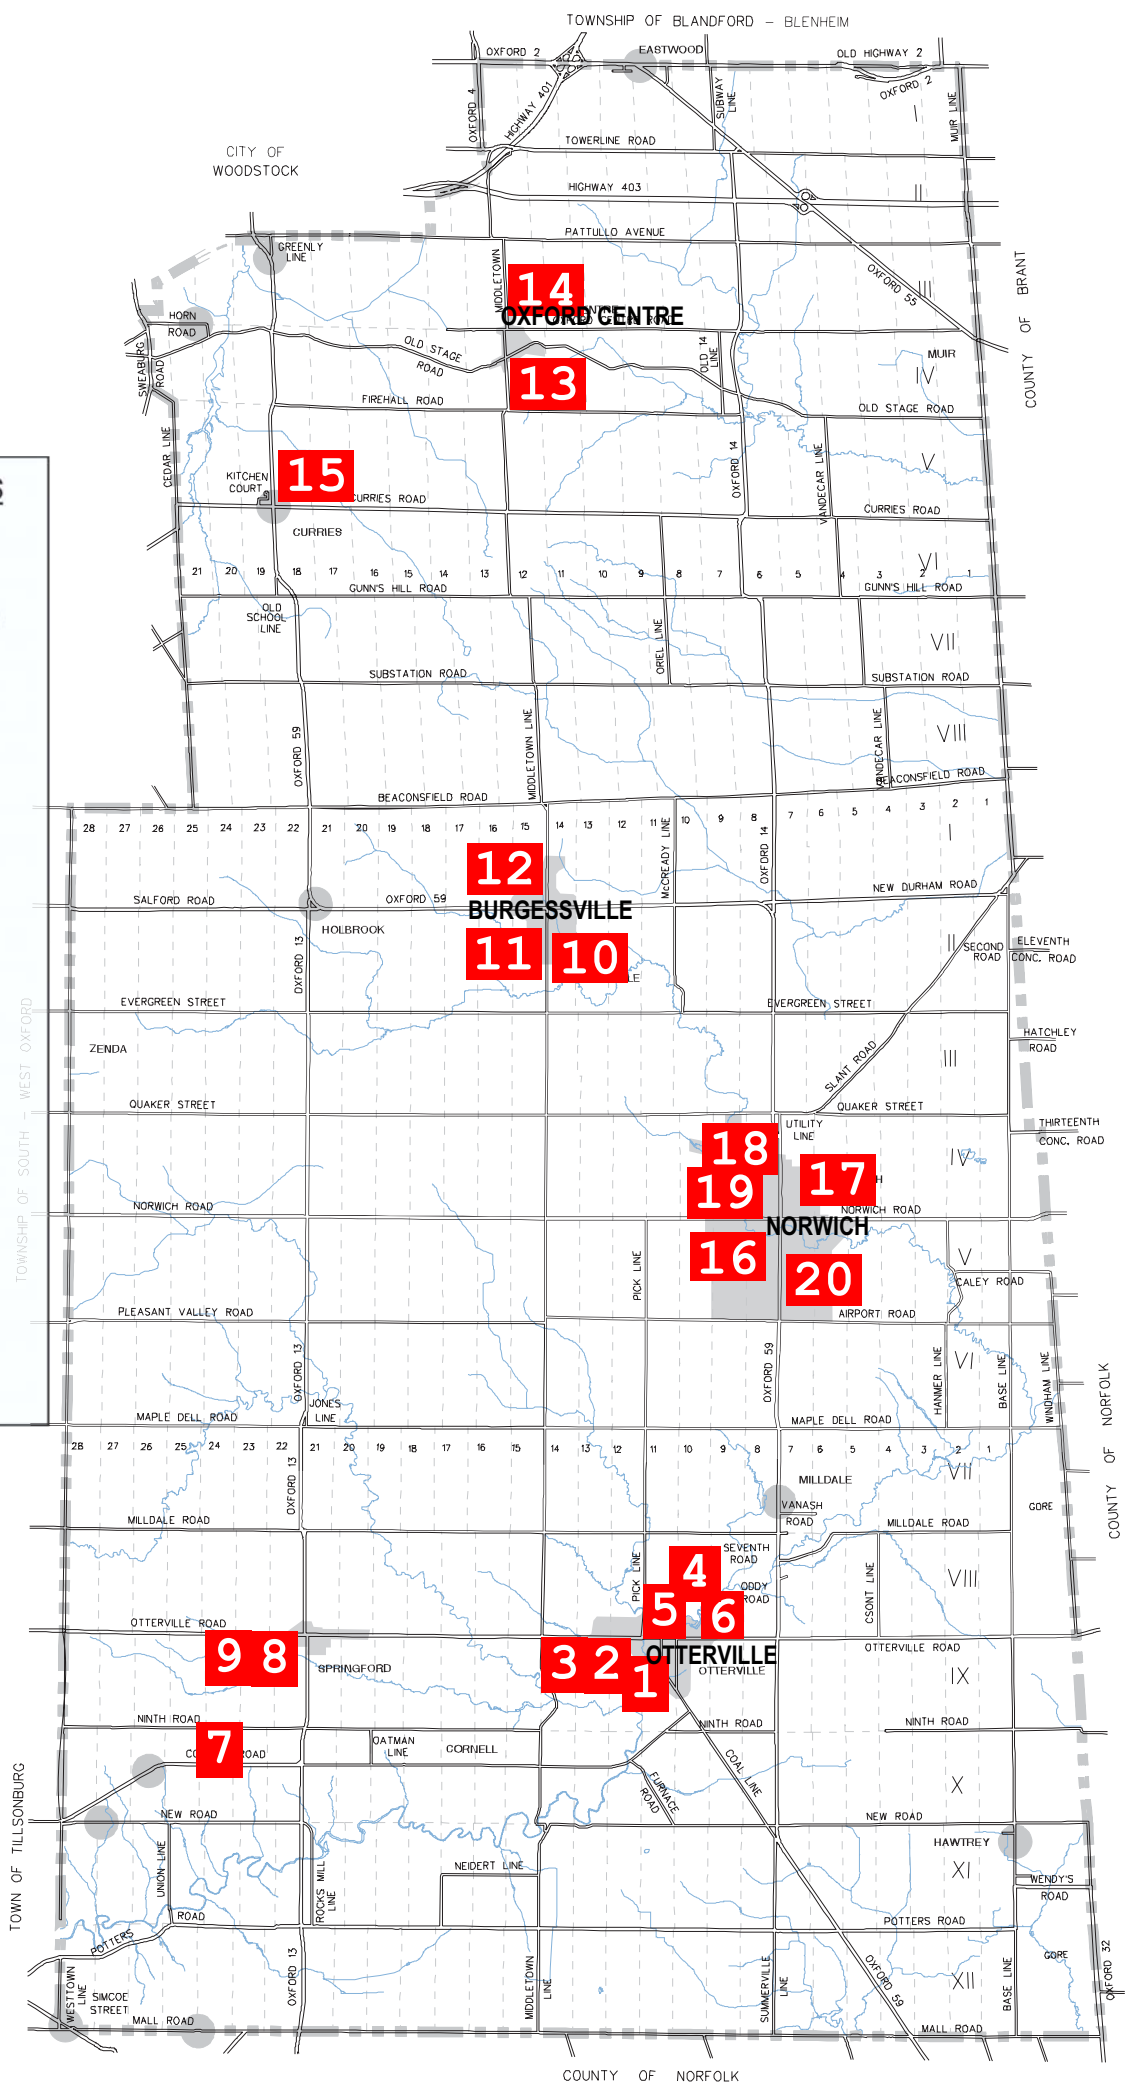 TOWNSHIP OF BLANDFORD - BLENHEIM
OXFORD 2
EASTWOOD
OLD HIGHWAY 2
OXFORD 2
OXFORD 4
HIGHWAY 401
SUBWAY
LINE
MUIR LINE
I
TOWERLINE ROAD
CITY OF
WOODSTOCK
HIGHWAY 403
II
PATTULLO AVENUE
GREENLY
LINE
MIDDLETOWN
14
OXFORD CENTRE
OXFORD 55
III
COUNTY OF BRANT
HORN
ROAD
SWEABURG
ROAD
OLD STAGE
ROAD
OLD 14
LINE
MUIR
IV
13
FIREHALL ROAD
OLD STAGE ROAD
CEDAR LINE
KITCHEN
COURT
15
CURRIES ROAD
OXFORD 14
VANDECAR LINE
V
CURRIES ROAD
CURRIES
VI
21 20 19 18 17 16 15 14 13 12 11 10 9 8 7 6 5 4 3 2 1
GUNN'S HILL ROAD
GUNN'S HILL ROAD
OLD
SCHOOL
LINE
ORIEL LINE
VII
SUBSTATION ROAD
SUBSTATION ROAD
OXFORD 59
MIDDLETOWN LINE
VANDECAR LINE
VIII
BEACONSFIELD ROAD
BEACONSFIELD ROAD
28 27 26 25 24 23 22 21 20 19 18 17 16 15 14 13 12 11 10 9 8 7 6 5 4 3 2 1
I
McCREADY LINE
OXFORD 14
12
SALFORD ROAD
OXFORD 59
NEW DURHAM ROAD
BURGESSVILLE
HOLBROOK
OXFORD 13
11
10
LE
II
SECOND
ROAD
ELEVENTH
CONC. ROAD
EVERGREEN STREET
EVERGREEN STREET
TOWNSHIP OF SOUTH - WEST OXFORD
ZENDA
SLANT ROAD
III
HATCHLEY
ROAD
QUAKER STREET
QUAKER STREET
UTILITY
LINE
THIRTEENTH
CONC. ROAD
18
17
H
IV
19
NORWICH ROAD
NORWICH ROAD
NORWICH
16
20
PICK LINE
V
CALEY ROAD
PLEASANT VALLEY ROAD
AIRPORT ROAD
OXFORD 13
OXFORD 59
HANMER LINE
VI
BASE LINE
WINDHAM LINE
COUNTY OF NORFOLK
JONES
LINE
MAPLE DELL ROAD
MAPLE DELL ROAD
28 27 26 25 24 23 22 21 20 19 18 17 16 15 14 13 12 11 10 9 8 7 6 5 4 3 2 1
OXFORD 13
MILLDALE
VII
VANASH
ROAD
GORE
MILLDALE ROAD
MILLDALE ROAD
PICK LINE
SEVENTH
ROAD
4
ODDY
ROAD
CSONT LINE
VIII
5
6
OTTERVILLE ROAD
OTTERVILLE ROAD
9
8
SPRINGFORD
3
2
1
OTTERVILLE
OTTERVILLE
IX
NINTH ROAD
NINTH ROAD
NINTH ROAD
7
CO ROAD
OATMAN
LINE
CORNELL
FURNACE
ROAD
COAL LINE
X
TOWN OF TILLSONBURG
NEW ROAD
NEW ROAD
HAWTREY
UNION LINE
ROCKS MILL
LINE
NEIDERT LINE
XI
WENDY'S
ROAD
POTTERS
ROAD
POTTERS ROAD
WESTTOWN
LINE
SIMCOE
STREET
OXFORD 13
MIDDLETOWN
LINE
SUMMERVILLE
LINE
OXFORD 59
XII
BASE LINE
GORE
OXFORD 32
MALL ROAD
MALL ROAD
COUNTY OF NORFOLK